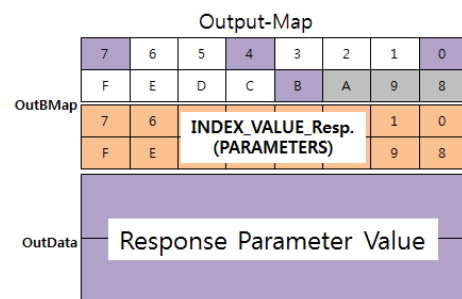 Output-Map
7 6 5 4 3 2 1 0
F E D C B A 9 8
OutBMap
7 6 INDEX_VALUE_Resp. 1 0
(PARAMETERS)
F E 9 8
OutData
Response Parameter Value